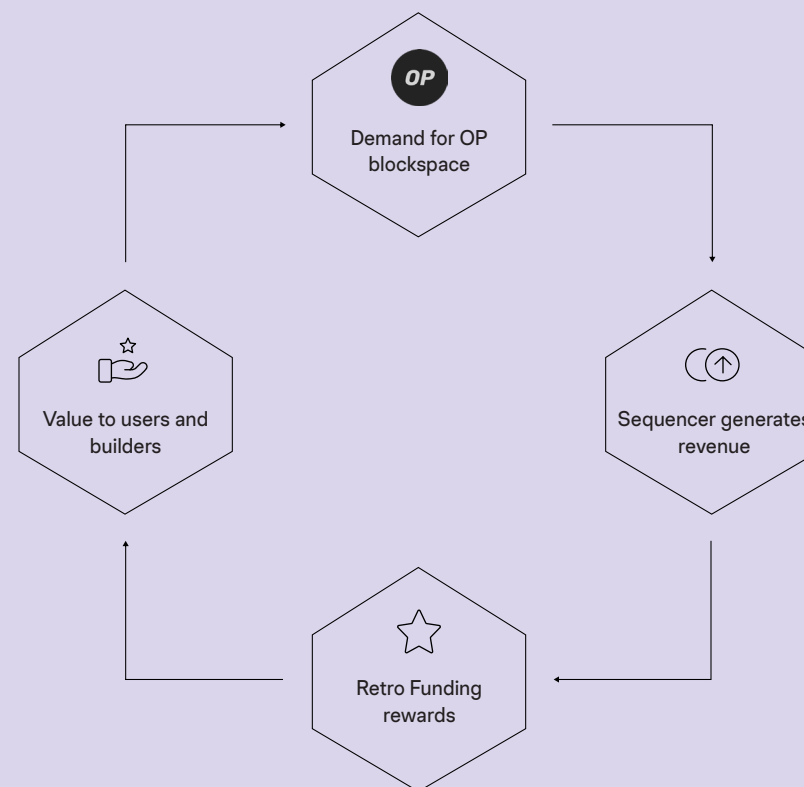 OP
Demand for OP
blockspace
Sequencer generates
revenue
Retro Funding
rewards
Value to users and
builders